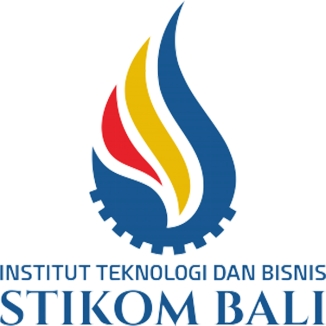 INSTITUT TEKNOLOGI DAN BISNIS
STIKOM BALI